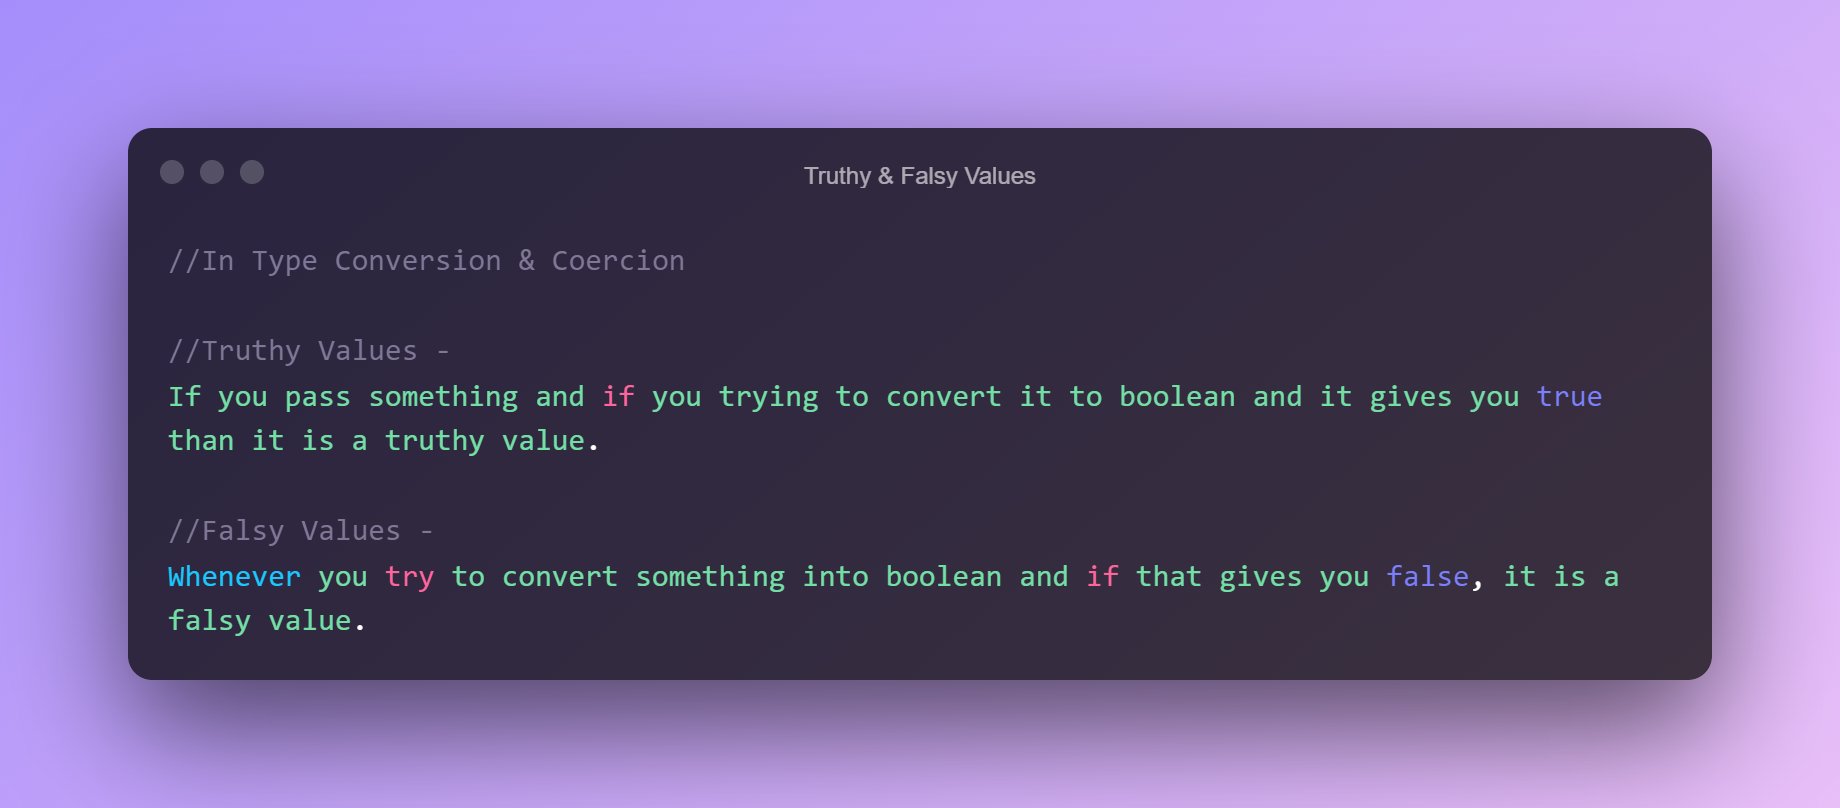 Truthy & Falsy Values
//In Type Conversion & Coercion
//Truthy Values -
If you pass something and if you trying to convert it to boolean and it gives you true
than it is a truthy value.
//Falsy Values -
Whenever you try to convert something into boolean and if that gives you false, it is a
falsy value.